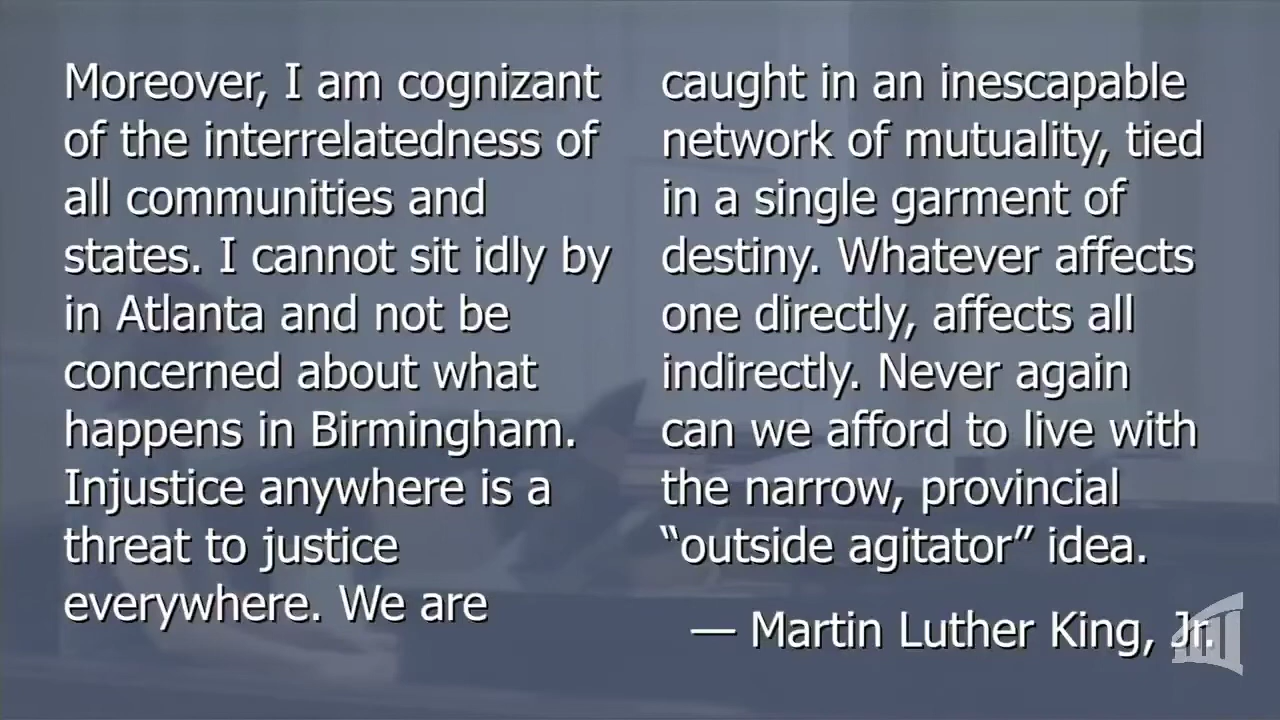 Moreover, I am cognizant
of the interrelatedness of
all communities and
states. I cannot sit idly by
in Atlanta and not be
concerned about what
happens in Birmingham.
Injustice anywhere is a
threat to justice
everywhere. We are
caught in an inescapable
network of mutuality, tied
in a single garment of
destiny. Whatever affects
one directly, affects all
indirectly. Never again
can we afford to live with
the narrow, provincial
“outside agitator” idea.
— Martin Luther King, Jr.